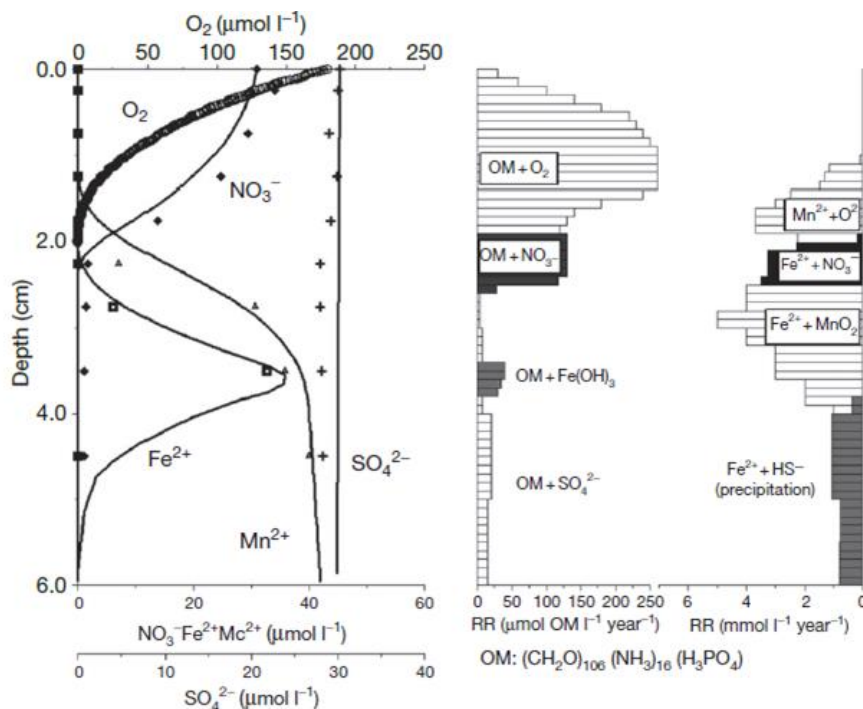 O₂ (μmol l⁻¹)
0 50 100 150 200 250
0.0
2.0
4.0
6.0
Depth (cm)
O₂
NO₃⁻
Fe²⁺
SO₄²⁻
Mn²⁺
0 20 40 60
NO₃⁻Fe²⁺Mc²⁺ (μmol l⁻¹)
0 10 20 30 40
SO₄²⁻ (μmol l⁻¹)
OM + O₂
OM + NO₃⁻
OM + Fe(OH)₃
OM + SO₄²⁻
0 50 100 150 200 250
RR (μmol OM l⁻¹ year⁻¹)
Mn²⁺+O²
Fe²⁺+ NO₃⁻
Fe²⁺+ MnO₂
Fe²⁺+ HS⁻
(precipitation)
6 4 2 0
RR (mmol l⁻¹ year⁻¹)
OM: (CH₂O)₁₀₆ (NH₃)₁₆ (H₃PO₄)